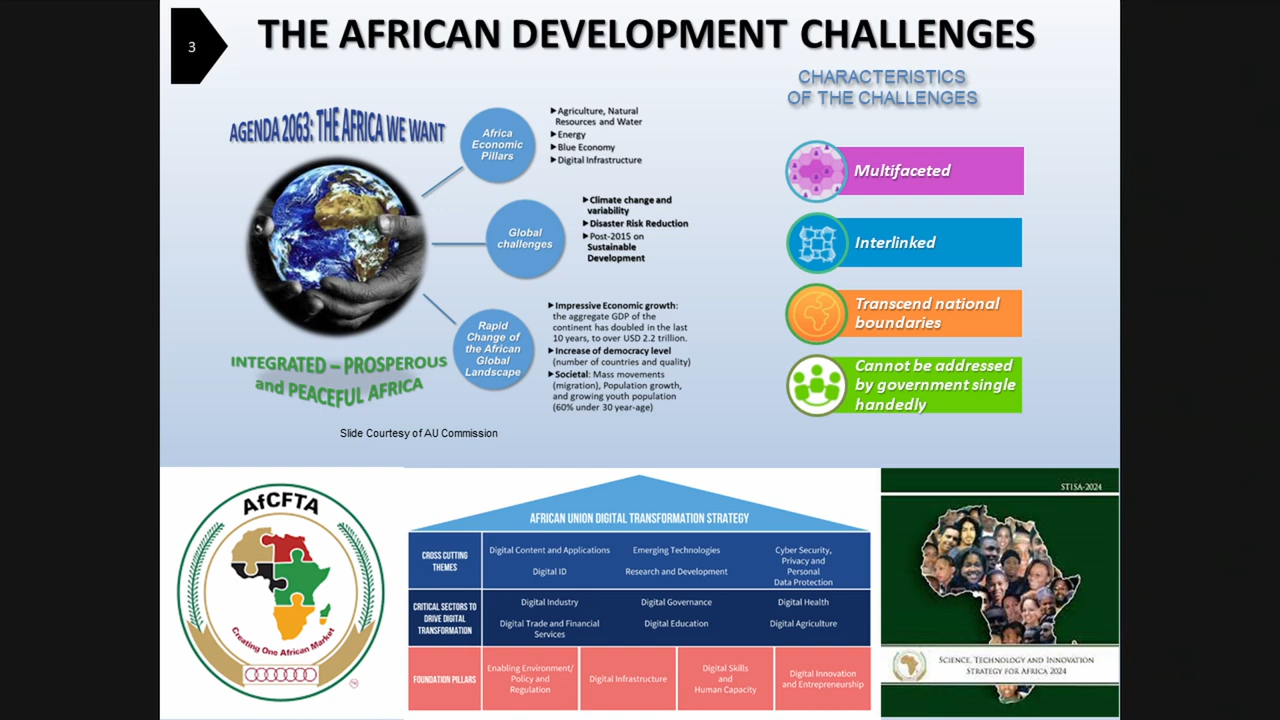 3
THE AFRICAN DEVELOPMENT CHALLENGES
CHARACTERISTICS
OF THE CHALLENGES
AGENDA 2063: THE AFRICA WE WANT
Africa
Economic
Pillars
Agriculture, Natural
Resources and Water
Energy
Blue Economy
Digital Infrastructure
Global
challenges
Climate change and
variability
Disaster Risk Reduction
Post-2015 on
Sustainable
Development
Rapid
Change of
the African
Global
Landscape
Impressive Economic growth:
the aggregate GDP of the
continent has doubled in the last
10 years, to over USD 2.2 trillion.
Increase of democracy level
(number of countries and quality)
Societal: Mass movements
(migration), Population growth,
and growing youth population
(60% under 30 year-age)
INTEGRATED – PROSPEROUS
and PEACEFUL AFRICA
Slide Courtesy of AU Commission
Multifaceted
Interlinked
Transcend national
boundaries
Cannot be addressed
by government single
handedly
AfCFTA
Creating One African Market
AFRICAN UNION DIGITAL TRANSFORMATION STRATEGY
CROSS CUTTING
THEMES
Digital Content and Applications
Digital ID
Emerging Technologies
Research and Development
Cyber Security,
Privacy and
Personal
Data Protection
CRITICAL SECTORS TO
DRIVE DIGITAL
TRANSFORMATION
Digital Industry
Digital Trade and Financial
Services
Digital Governance
Digital Education
Digital Health
Digital Agriculture
FOUNDATION PILLARS
Enabling Environment/
Policy and
Regulation
Digital Infrastructure
Digital Skills
and
Human Capacity
Digital Innovation
and Entrepreneurship
STISA-2024
SCIENCE, TECHNOLOGY AND INNOVATION
STRATEGY FOR AFRICA 2024